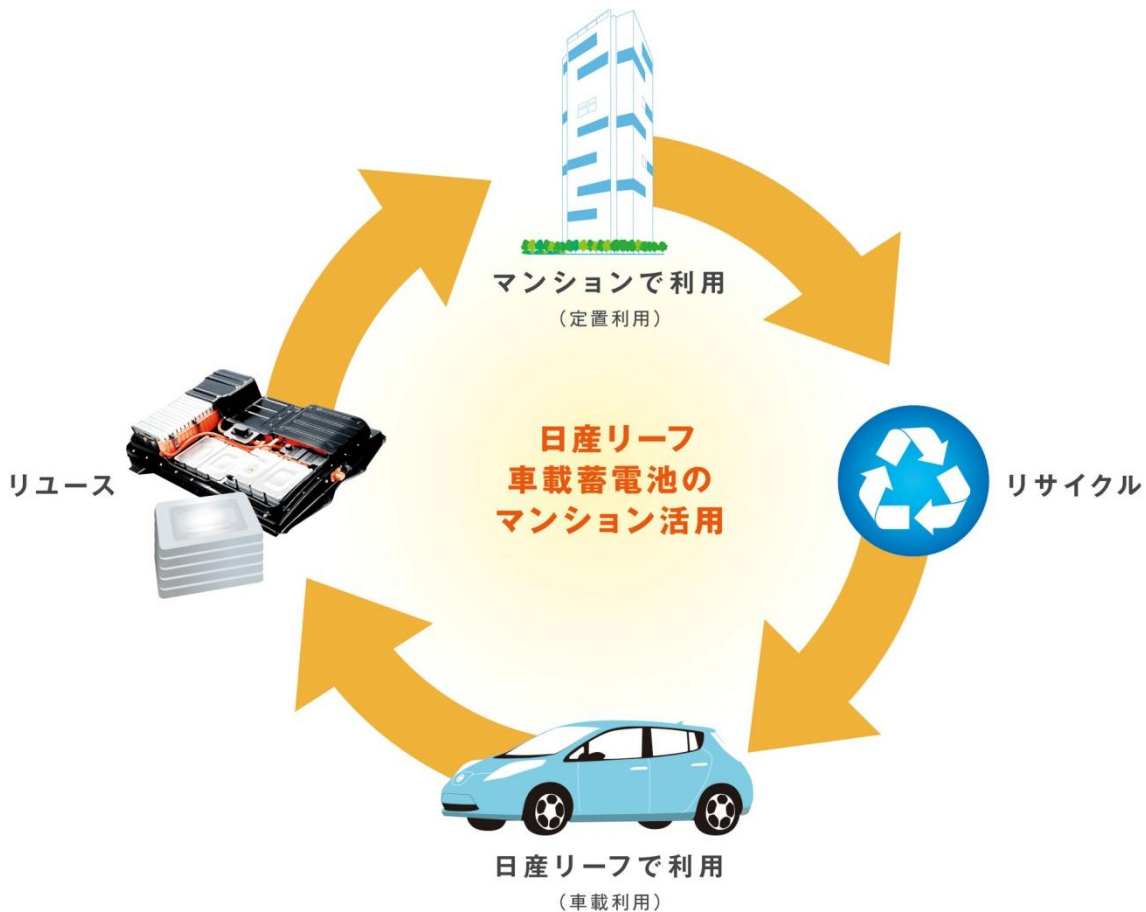 マンションで利用
（定置利用）
日産リーフ
車載蓄電池の
マンション活用
リユース
リサイクル
日産リーフで利用
（車載利用）